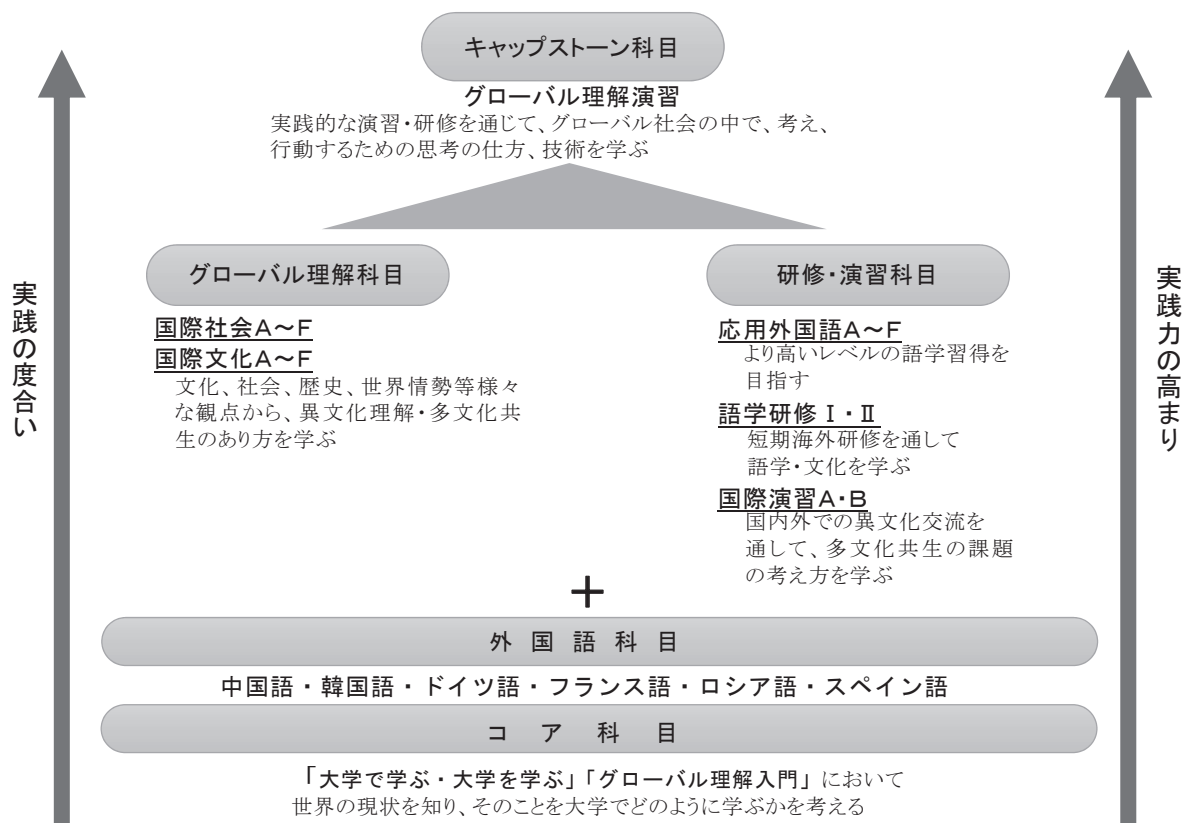 キャップストーン科目
グローバル理解演習
実践的な演習・研修を通じて、グローバル社会の中で、考え、
行動するための思考の仕方、技術を学ぶ
実践の度合い
グローバル理解科目
国際社会A～F
国際文化A～F
文化、社会、歴史、世界情勢等様々
な観点から、異文化理解・多文化共
生のあり方を学ぶ
研修・演習科目
応用外国語A～F
より高いレベルの語学習得を
目指す
語学研修Ⅰ・Ⅱ
短期海外研修を通して
語学・文化を学ぶ
国際演習A・B
国内外での異文化交流を
通して、多文化共生の課題
の考え方を学ぶ
実践力の高まり
＋
外国語科目
中国語・韓国語・ドイツ語・フランス語・ロシア語・スペイン語
コア科目
「大学で学ぶ・大学を学ぶ」「グローバル理解入門」において
世界の現状を知り、そのことを大学でどのように学ぶかを考える